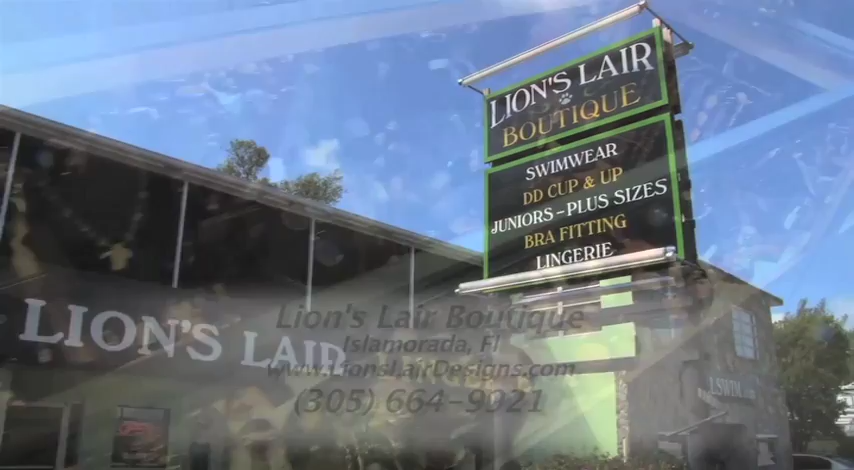 LION'S LAIR
BOUTIQUE
SWIMWEAR
DD CUP & UP
JUNIORS - PLUS SIZES
BRA FITTING
LINGERIE
LION'S LAIR
Lion's Lair Boutique
Islamorada, Fl
www.LionsLairDesigns.com
(305) 664-9921